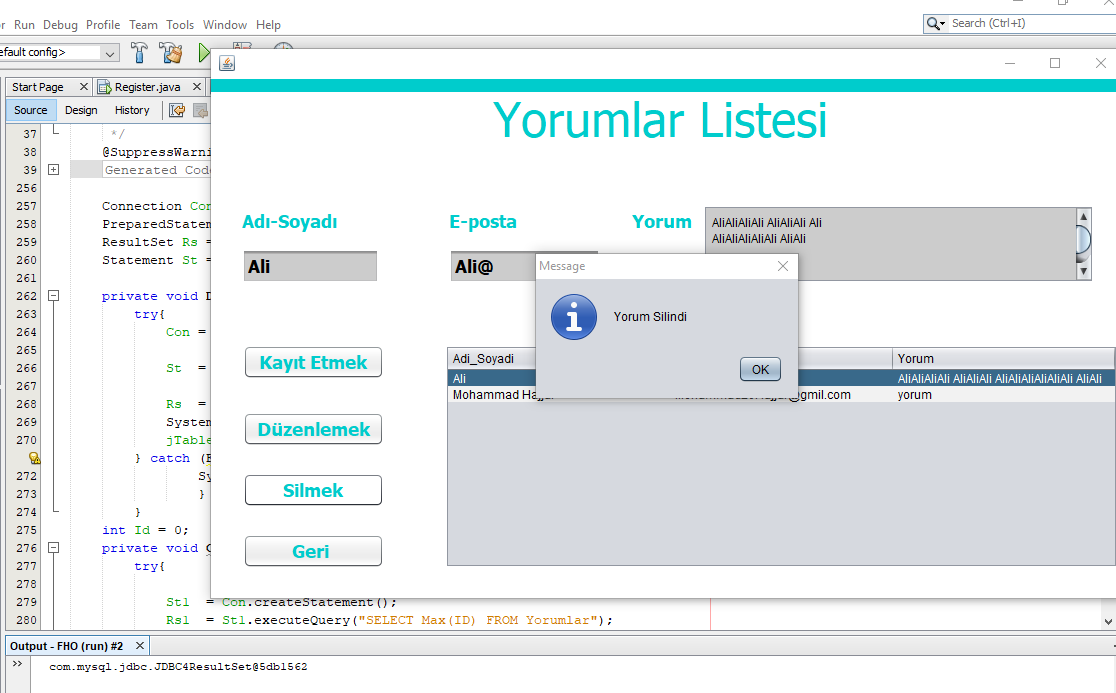 Run Debug Profile Team Tools Window Help
Search (Ctrl+I)
efault config>
Start Page
Register.java
Source Design History
37 */
38 @SuppressWarni
39 Generated Cod
256
257 Connection Con
258 PreparedStatem
259 ResultSet Rs =
260 Statement St =
261
262 private void D
263 try{
264 Con =
265
266 St =
267
268 Rs =
269 System
270 jTable
} catch (E
272 Sy
273 }
274 }
275 int Id = 0;
276 private void C
277 try{
278
279 St1 = Con.createStatement();
280 Rs1 = St1.executeQuery("SELECT Max(ID) FROM Yorumlar");
Output - FHO (run) #2
com.mysql.jdbc.JDBC4ResultSet@5db1562
Yorumlar Listesi
Adı-Soyadı E-posta Yorum
Ali
Ali@
AliAliAliAli AliAliAli Ali
AliAliAliAliAli AliAli
Message
Yorum Silindi
OK
Kayıt Etmek
Düzenlemek
Silmek
Geri
Adi_Soyadi Yorum
Ali AliAliAliAli AliAliAli AliAliAliAliAliAli AliAli
Mohammad @gmil.com yorum